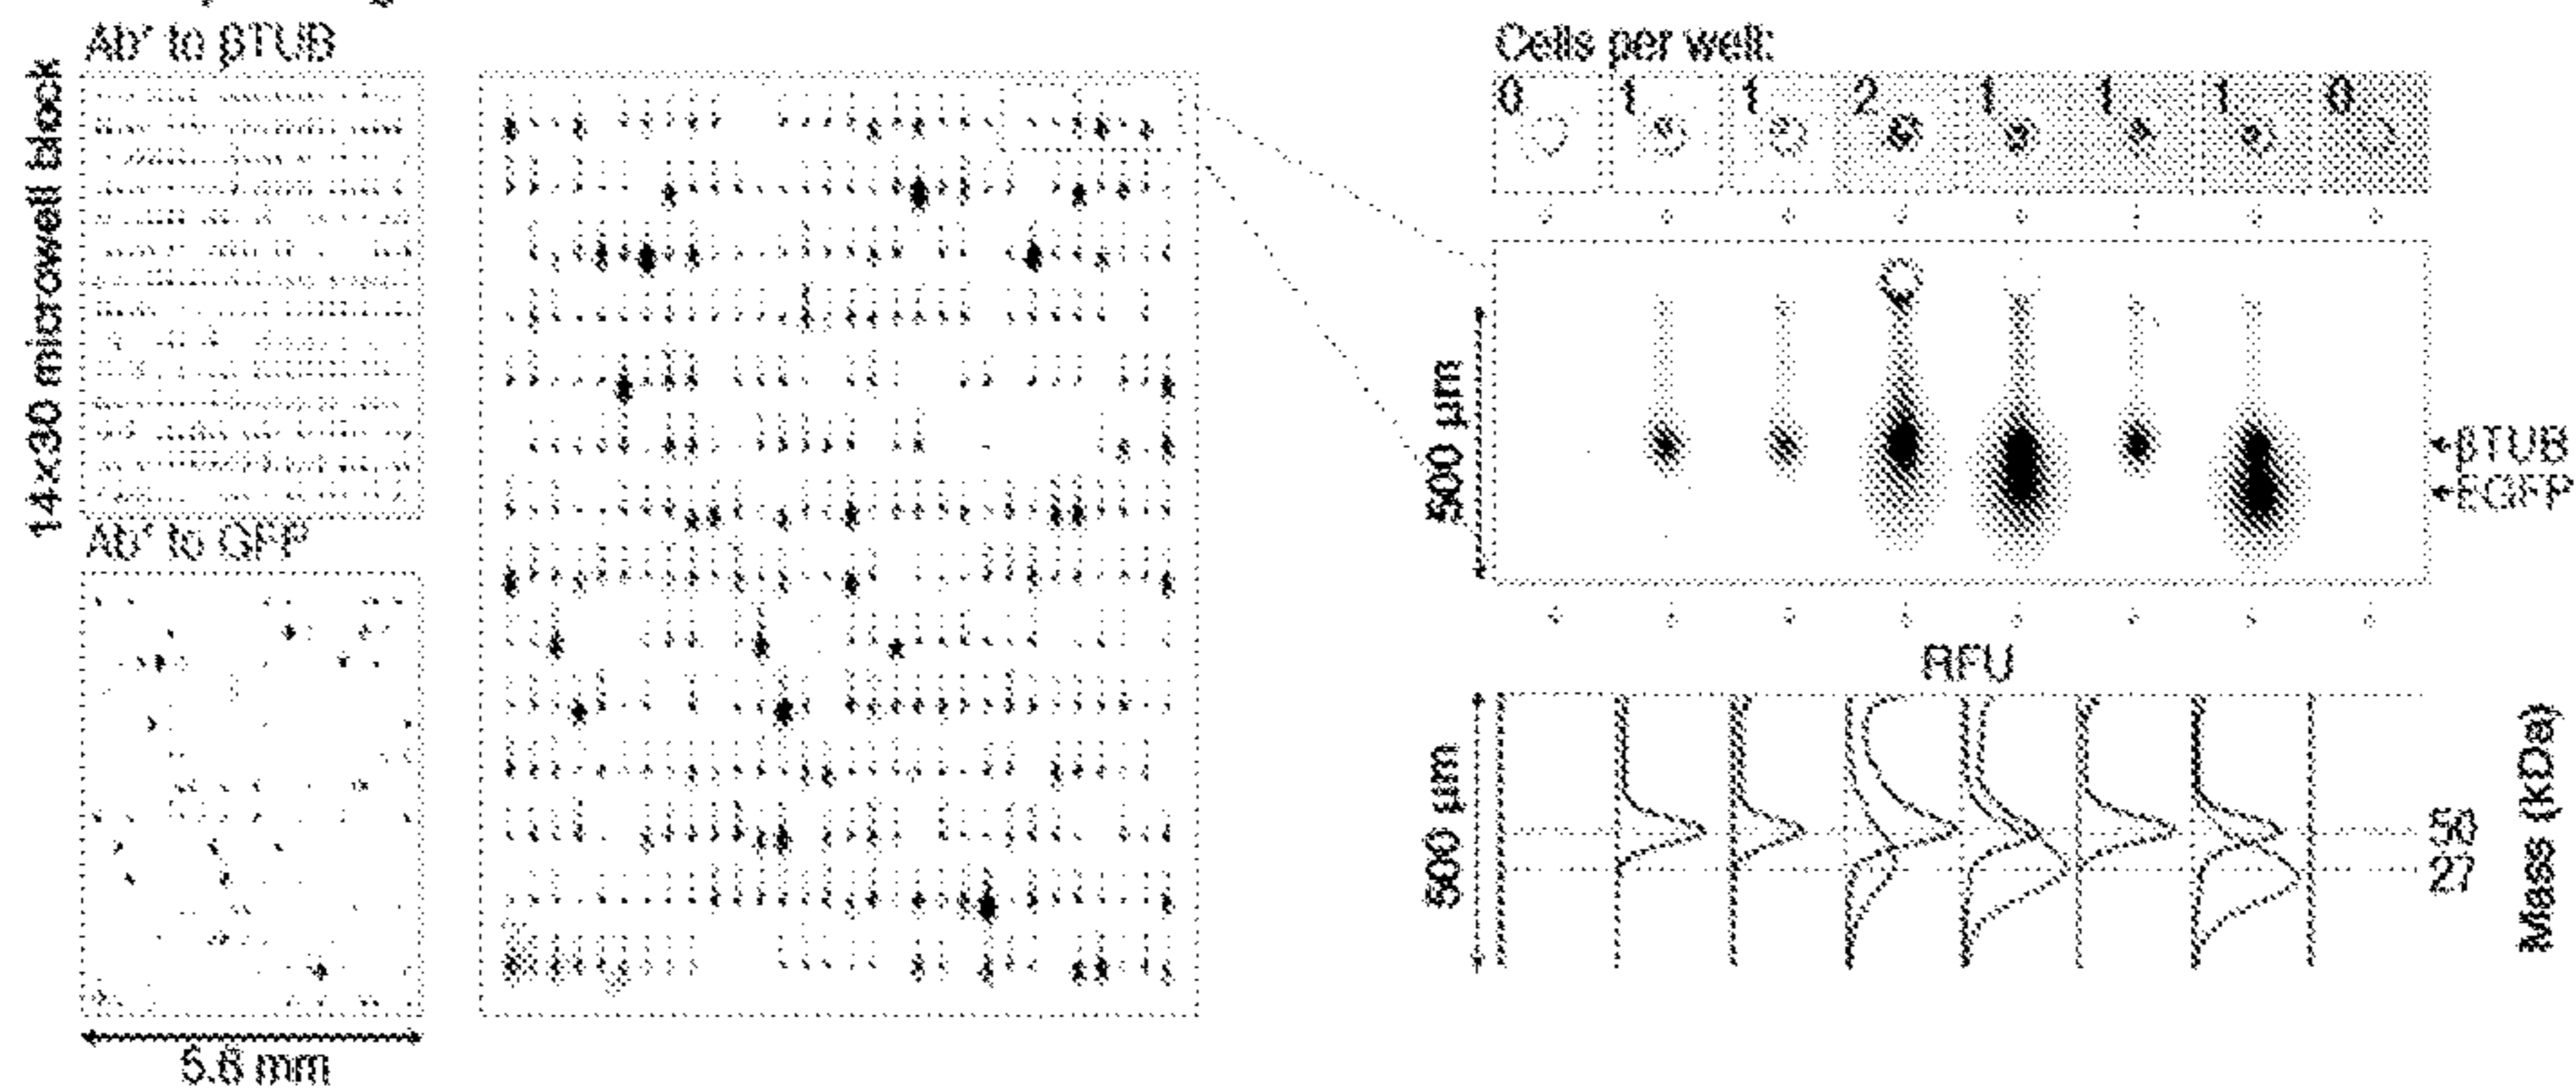 14x30 microwell block
Ab* to βTUB
Ab* to GFP
5.6 mm
Cells per well:
0 1 1 2 1 1 1 0
500 µm
βTUB
EGFP
RFU
500 µm
50
27
Mass (kDa)